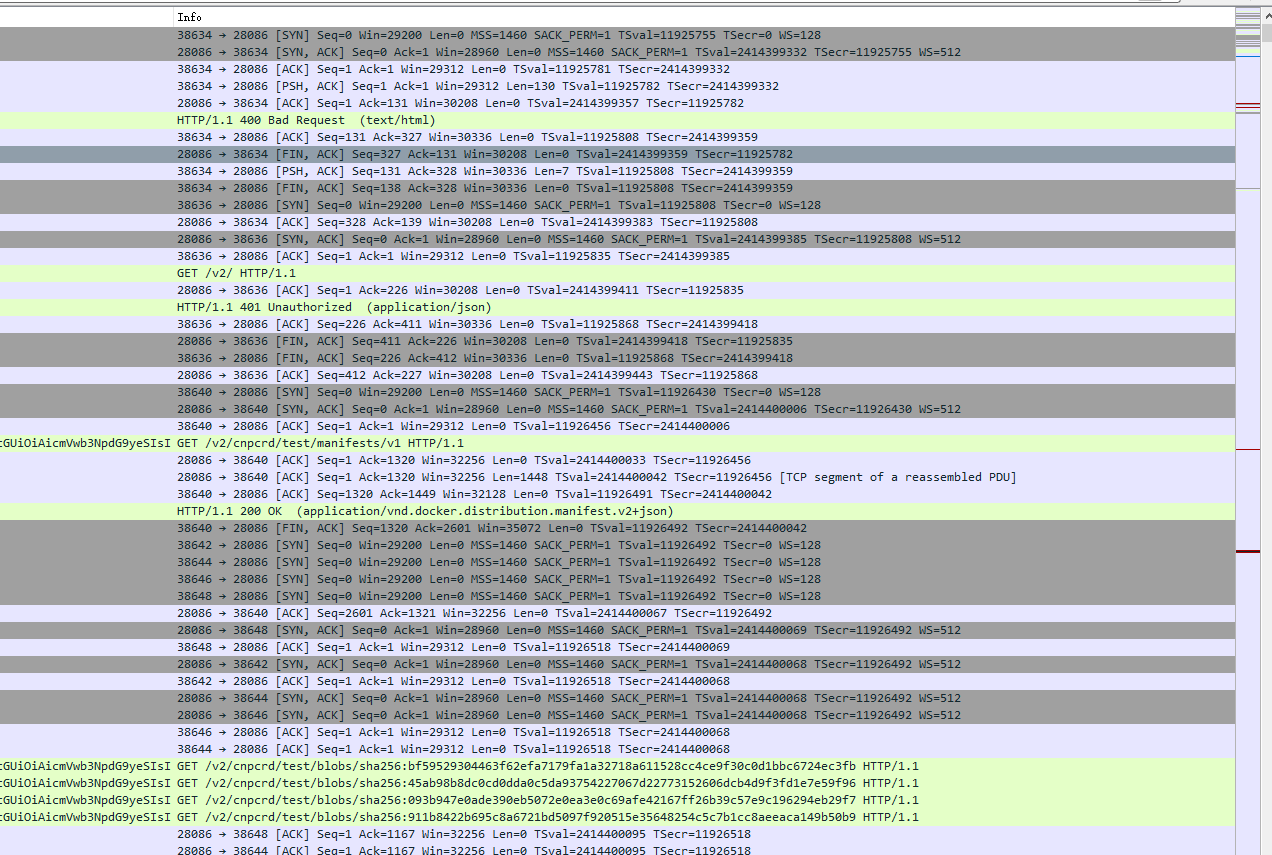 Info
38634 → 28086 [SYN] Seq=0 Win=29200 Len=0 MSS=1460 SACK_PERM=1 TSval=11925755 TSecr=0 WS=128
28086 → 38634 [SYN, ACK] Seq=0 Ack=1 Win=28960 Len=0 MSS=1460 SACK_PERM=1 TSval=2414399332 TSecr=11925755 WS=512
38634 → 28086 [ACK] Seq=1 Ack=1 Win=29312 Len=0 TSval=11925781 TSecr=2414399332
38634 → 28086 [PSH, ACK] Seq=1 Ack=1 Win=29312 Len=130 TSval=11925782 TSecr=2414399332
28086 → 38634 [ACK] Seq=1 Ack=131 Win=30208 Len=0 TSval=2414399357 TSecr=11925782
HTTP/1.1 400 Bad Request (text/html)
38634 → 28086 [ACK] Seq=131 Ack=327 Win=30336 Len=0 TSval=11925808 TSecr=2414399359
28086 → 38634 [FIN, ACK] Seq=327 Ack=131 Win=30208 Len=0 TSval=2414399359 TSecr=11925782
38634 → 28086 [PSH, ACK] Seq=131 Ack=328 Win=30336 Len=7 TSval=11925808 TSecr=2414399359
38634 → 28086 [FIN, ACK] Seq=138 Ack=328 Win=30336 Len=0 TSval=11925808 TSecr=2414399359
38636 → 28086 [SYN] Seq=0 Win=29200 Len=0 MSS=1460 SACK_PERM=1 TSval=11925808 TSecr=0 WS=128
28086 → 38634 [ACK] Seq=328 Ack=139 Win=30208 Len=0 TSval=2414399383 TSecr=11925808
28086 → 38636 [SYN, ACK] Seq=0 Ack=1 Win=28960 Len=0 MSS=1460 SACK_PERM=1 TSval=2414399385 TSecr=11925808 WS=512
38636 → 28086 [ACK] Seq=1 Ack=1 Win=29312 Len=0 TSval=11925835 TSecr=2414399385
GET /v2/ HTTP/1.1
28086 → 38636 [ACK] Seq=1 Ack=226 Win=30208 Len=0 TSval=2414399411 TSecr=11925835
HTTP/1.1 401 Unauthorized (application/json)
38636 → 28086 [ACK] Seq=226 Ack=411 Win=30336 Len=0 TSval=11925868 TSecr=2414399418
28086 → 38636 [FIN, ACK] Seq=411 Ack=226 Win=30208 Len=0 TSval=2414399418 TSecr=11925835
38636 → 28086 [FIN, ACK] Seq=226 Ack=412 Win=30336 Len=0 TSval=11925868 TSecr=2414399418
28086 → 38636 [ACK] Seq=412 Ack=227 Win=30208 Len=0 TSval=2414399443 TSecr=11925868
38640 → 28086 [SYN] Seq=0 Win=29200 Len=0 MSS=1460 SACK_PERM=1 TSval=11926430 TSecr=0 WS=128
28086 → 38640 [SYN, ACK] Seq=0 Ack=1 Win=28960 Len=0 MSS=1460 SACK_PERM=1 TSval=2414400006 TSecr=11926430 WS=512
38640 → 28086 [ACK] Seq=1 Ack=1 Win=29312 Len=0 TSval=11926456 TSecr=2414400006
tGUiOiAicmVwb3NpdG9yeSIsI GET /v2/cnpcrd/test/manifests/v1 HTTP/1.1
28086 → 38640 [ACK] Seq=1 Ack=1320 Win=32256 Len=0 TSval=2414400033 TSecr=11926456
28086 → 38640 [ACK] Seq=1 Ack=1320 Win=32256 Len=1448 TSval=2414400042 TSecr=11926456 [TCP segment of a reassembled PDU]
38640 → 28086 [ACK] Seq=1320 Ack=1449 Win=32128 Len=0 TSval=11926491 TSecr=2414400042
HTTP/1.1 200 OK (application/vnd.docker.distribution.manifest.v2+json)
38640 → 28086 [FIN, ACK] Seq=1320 Ack=2601 Win=35072 Len=0 TSval=11926492 TSecr=2414400042
38642 → 28086 [SYN] Seq=0 Win=29200 Len=0 MSS=1460 SACK_PERM=1 TSval=11926492 TSecr=0 WS=128
38644 → 28086 [SYN] Seq=0 Win=29200 Len=0 MSS=1460 SACK_PERM=1 TSval=11926492 TSecr=0 WS=128
38646 → 28086 [SYN] Seq=0 Win=29200 Len=0 MSS=1460 SACK_PERM=1 TSval=11926492 TSecr=0 WS=128
38648 → 28086 [SYN] Seq=0 Win=29200 Len=0 MSS=1460 SACK_PERM=1 TSval=11926492 TSecr=0 WS=128
28086 → 38640 [ACK] Seq=2601 Ack=1321 Win=32256 Len=0 TSval=2414400067 TSecr=11926492
28086 → 38648 [SYN, ACK] Seq=0 Ack=1 Win=28960 Len=0 MSS=1460 SACK_PERM=1 TSval=2414400069 TSecr=11926492 WS=512
38648 → 28086 [ACK] Seq=1 Ack=1 Win=29312 Len=0 TSval=11926518 TSecr=2414400069
28086 → 38642 [SYN, ACK] Seq=0 Ack=1 Win=28960 Len=0 MSS=1460 SACK_PERM=1 TSval=2414400068 TSecr=11926492 WS=512
38642 → 28086 [ACK] Seq=1 Ack=1 Win=29312 Len=0 TSval=11926518 TSecr=2414400068
28086 → 38644 [SYN, ACK] Seq=0 Ack=1 Win=28960 Len=0 MSS=1460 SACK_PERM=1 TSval=2414400068 TSecr=11926492 WS=512
28086 → 38646 [SYN, ACK] Seq=0 Ack=1 Win=28960 Len=0 MSS=1460 SACK_PERM=1 TSval=2414400068 TSecr=11926492 WS=512
38646 → 28086 [ACK] Seq=1 Ack=1 Win=29312 Len=0 TSval=11926518 TSecr=2414400068
38644 → 28086 [ACK] Seq=1 Ack=1 Win=29312 Len=0 TSval=11926518 TSecr=2414400068
tGUiOiAicmVwb3NpdG9yeSIsI GET /v2/cnpcrd/test/blobs/sha256:bf59529304463f62efa7179fa1a32718a611528cc4ce9f30c0d1bbc6724ec3fb HTTP/1.1
tGUiOiAicmVwb3NpdG9yeSIsI GET /v2/cnpcrd/test/blobs/sha256:45ab98b8dc0cd0dda0c5da93754227067d22773152606dcb4d9f3fd1e7e59f96 HTTP/1.1
tGUiOiAicmVwb3NpdG9yeSIsI GET /v2/cnpcrd/test/blobs/sha256:093b947e0ade390eb5072e0ea3e0c69afe42167ff26b39c57e9c196294eb29f7 HTTP/1.1
tGUiOiAicmVwb3NpdG9yeSIsI GET /v2/cnpcrd/test/blobs/sha256:911b8422b695c8a6721bd5097f920515e35648254c5c7b1cc8aeeaca149b50b9 HTTP/1.1
28086 → 38648 [ACK] Seq=1 Ack=1167 Win=32256 Len=0 TSval=2414400095 TSecr=11926518
28086 → 38644 [ACK] Seq=1 Ack=1167 Win=32256 Len=0 TSval=2414400095 TSecr=11926518